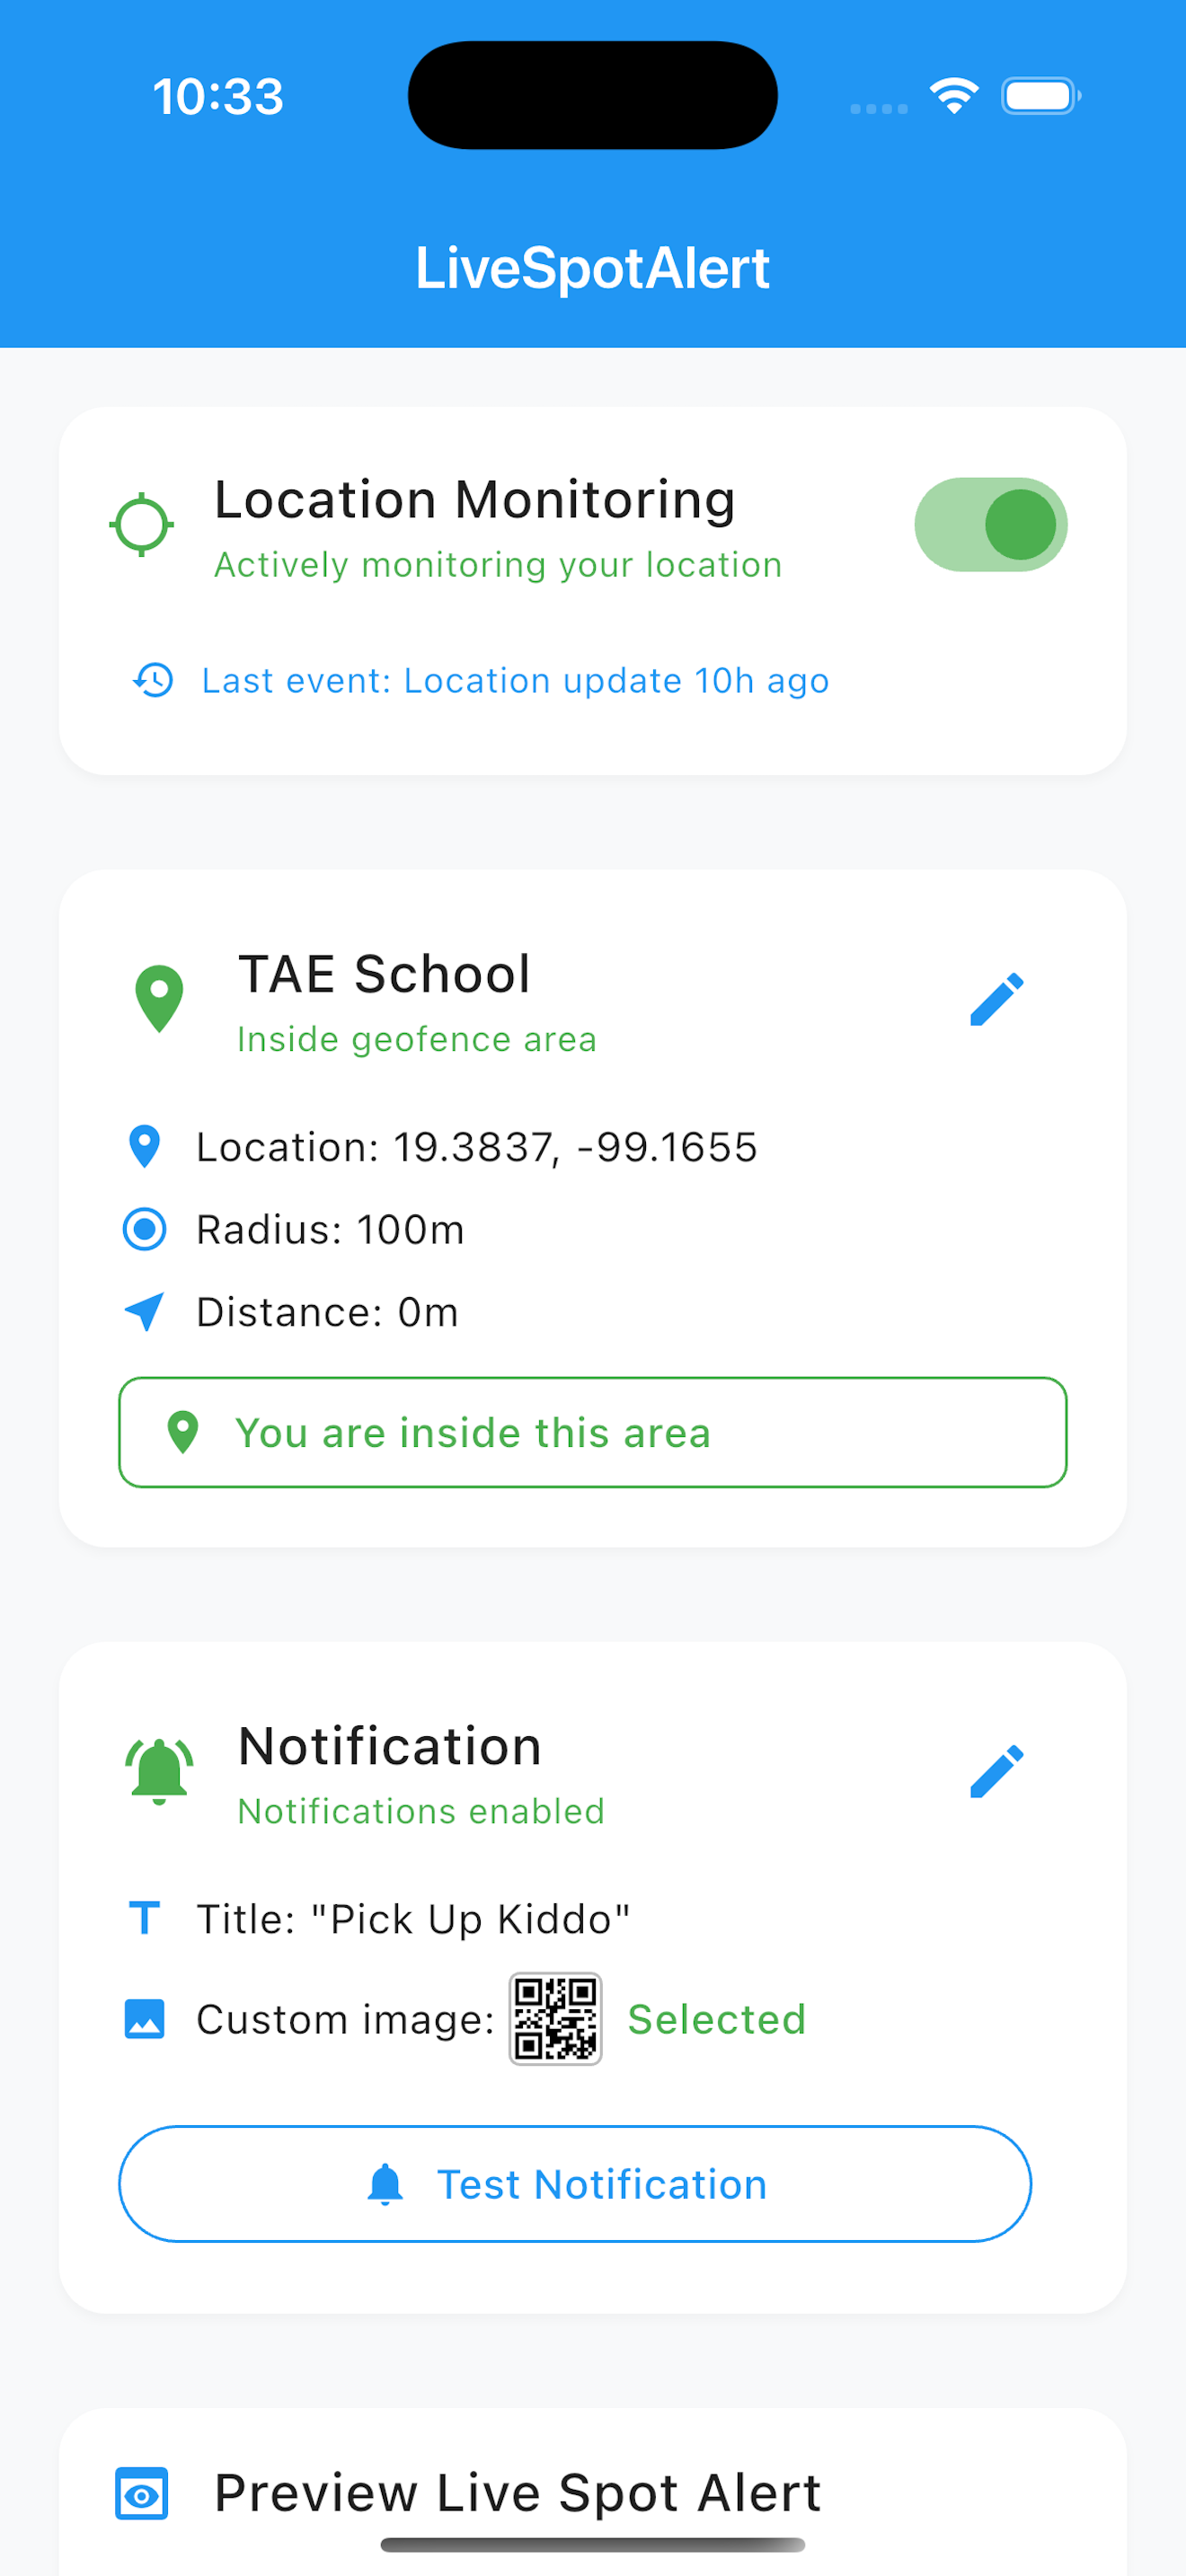 10:33
LiveSpotAlert
Location Monitoring
Actively monitoring your location
Last event: Location update 10h ago
TAE School
Inside geofence area
Location: 19.3837, -99.1655
Radius: 100m
Distance: 0m
You are inside this area
Notification
Notifications enabled
Title: "Pick Up Kiddo"
Custom image: Selected
Test Notification
Preview Live Spot Alert